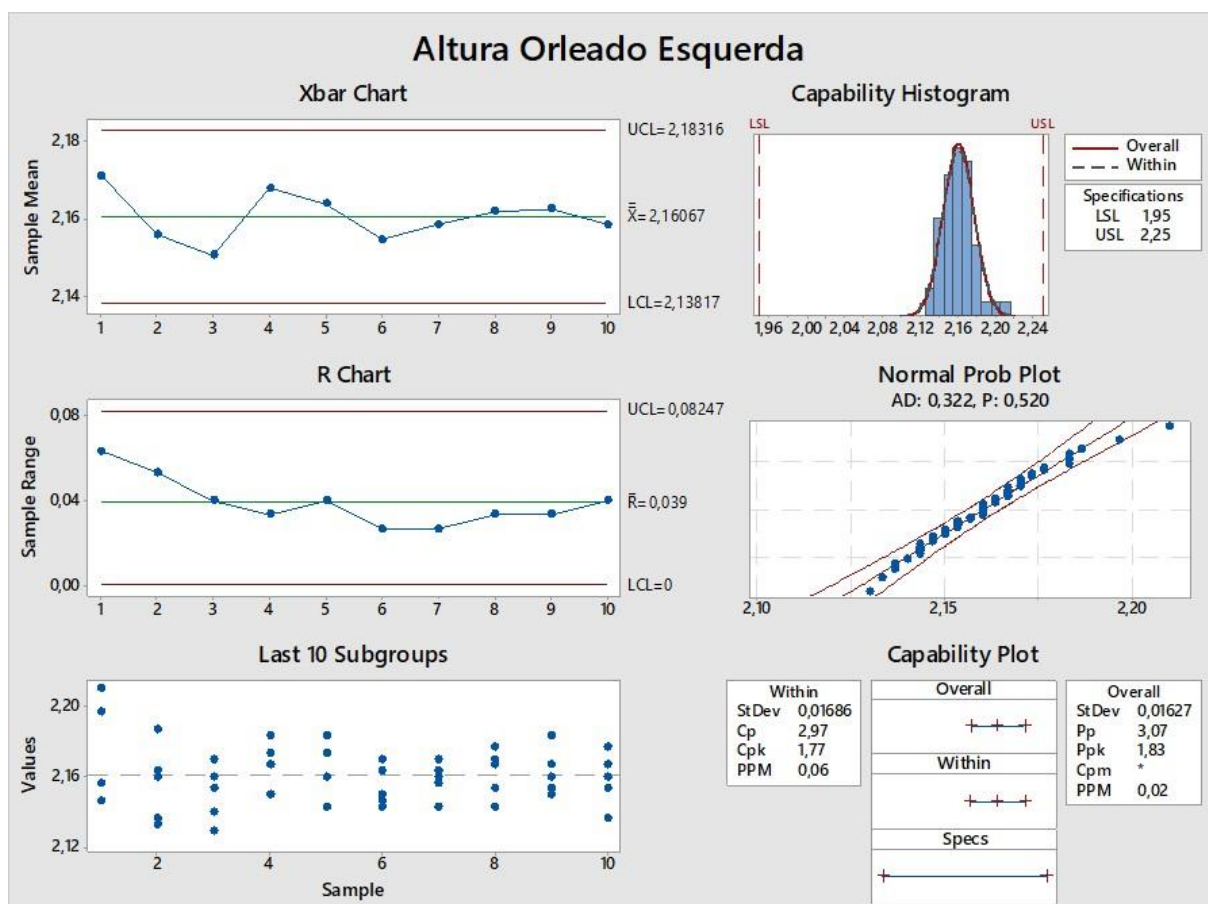 Altura Orleado Esquerda
Xbar Chart
Sample Mean
2,18
2,16
2,14
1 2 3 4 5 6 7 8 9 10
UCL=2,18316
X=2,16067
LCL=2,13817
Capability Histogram
LSL
USL
1,96 2,00 2,04 2,08 2,12 2,16 2,20 2,24
Overall
Within
Specifications
LSL 1,95
USL 2,25
R Chart
Sample Range
0,08
0,04
0,00
1 2 3 4 5 6 7 8 9 10
UCL=0,08247
R=0,039
LCL=0
Normal Prob Plot
AD: 0,322, P: 0,520
2,10 2,15 2,20
Last 10 Subgroups
Values
2,20
2,16
2,12
2 4 6 8 10
Sample
Capability Plot
Within
StDev 0,01686
Cp 2,97
Cpk 1,77
PPM 0,06
Overall
Within
Specs
Overall
StDev 0,01627
Pp 3,07
Ppk 1,83
Cpm *
PPM 0,02